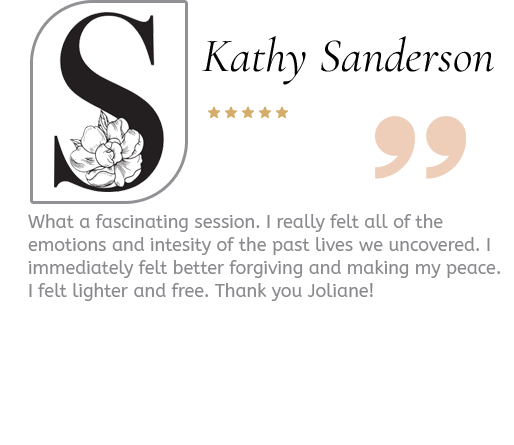 S
Kathy Sanderson
What a fascinating session. I really felt all of the
emotions and intesity of the past lives we uncovered. I
immediately felt better forgiving and making my peace.
I felt lighter and free. Thank you Joliane!